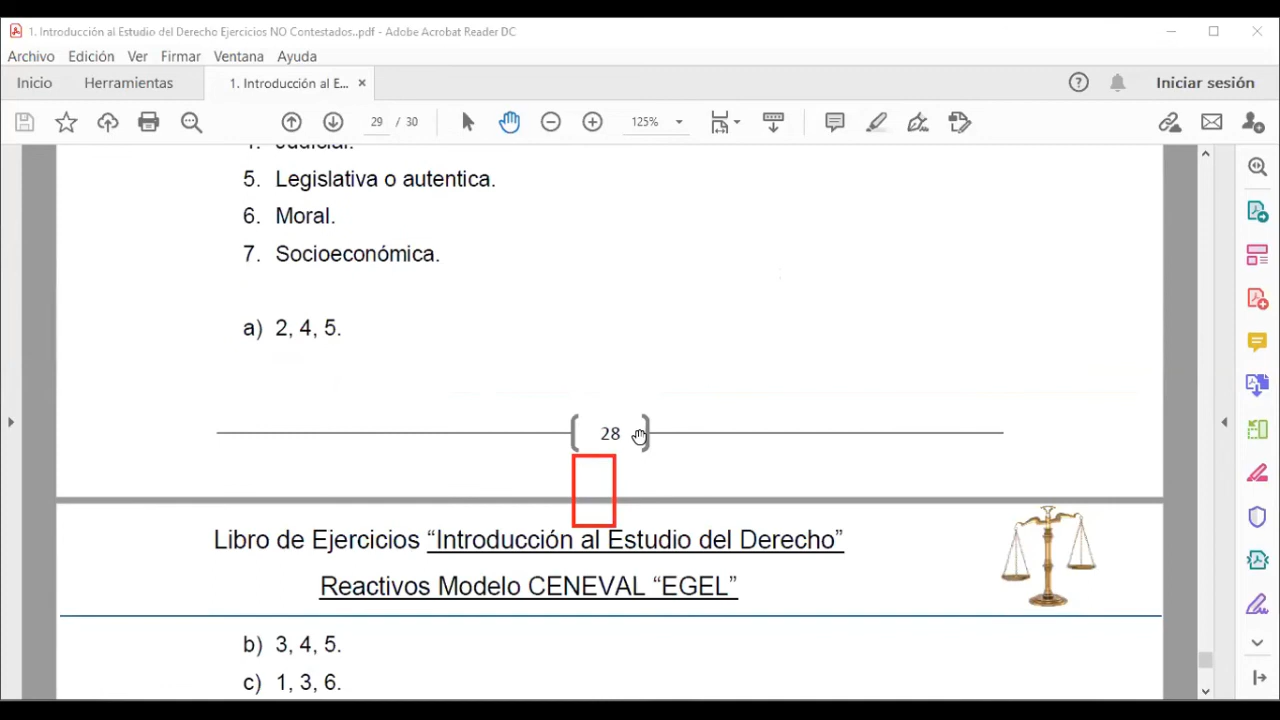 1. Introducción al Estudio del Derecho Ejercicios NO Contestados..pdf - Adobe Acrobat Reader DC
Archivo Edición Ver Firmar Ventana Ayuda
Inicio Herramientas 1. Introducción al E... × Iniciar sesión
29 / 30 125%
4. Judicial.
5. Legislativa o autentica.
6. Moral.
7. Socioeconómica.
a) 2, 4, 5.
28
Libro de Ejercicios “Introducción al Estudio del Derecho”
Reactivos Modelo CENEVAL “EGEL”
b) 3, 4, 5.
c) 1, 3, 6.